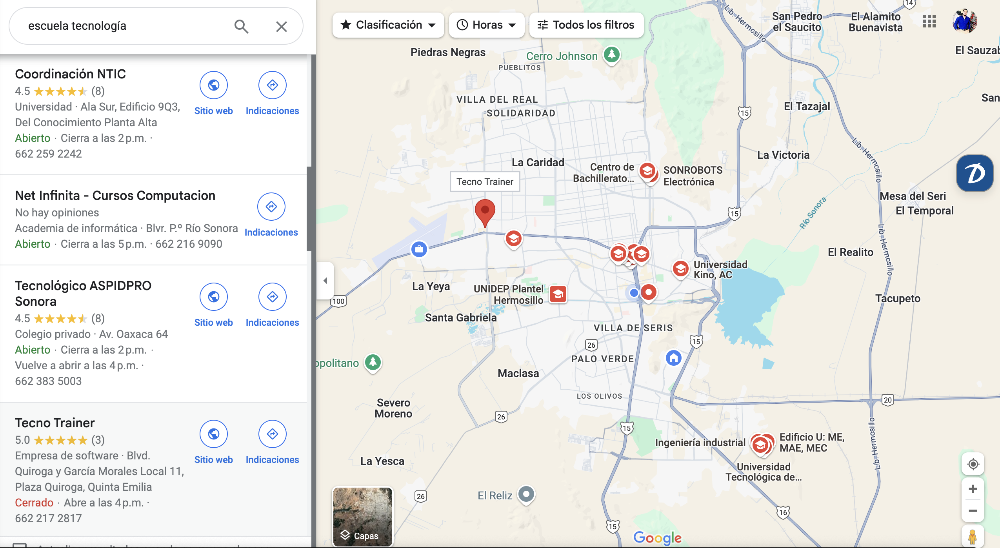 escuela tecnología
Coordinación NTIC
4.5 (8)
Universidad · Ala Sur, Edificio 9Q3,
Del Conocimiento Planta Alta
Abierto · Cierra a las 2 p.m. ·
662 259 2242
Sitio web
Indicaciones
Net Infinita - Cursos Computacion
No hay opiniones
Academia de informática · Blvr. P.º Río Sonora
Abierto · Cierra a las 5 p.m. · 662 216 9090
Indicaciones
Tecnológico ASPIDPRO
Sonora
4.5 (8)
Colegio privado · Av. Oaxaca 64
Abierto · Cierra a las 2 p.m. ·
Vuelve a abrir a las 4 p.m. ·
662 383 5003
Sitio web
Indicaciones
Tecno Trainer
5.0 (3)
Empresa de software · Blvd.
Quiroga y García Morales Local 11,
Plaza Quiroga, Quinta Emilia
Cerrado · Abre a las 4 p.m. ·
662 217 2817
Sitio web
Indicaciones
Clasificación
Horas
Todos los filtros
14
Lib. Hermosillo
San Pedro
el Saucito
El Alamito
Buenavista
El Sauzab
Piedras Negras
Cerro Johnson
PUEBLITOS
VILLA DEL REAL
SOLIDARIDAD
15
El Tazajal
San
Lib. Hermosillo
La Caridad
Centro de
Bachillerato...
SONROBOTS
Electrónica
La Victoria
D
Tecno Trainer
15
Río Sonora
Mesa del Seri
El Temporal
Lib. Hermosillo
El Realito
Universidad
Kino, AC
La Yeya
UNIDEP Plantel
Hermosillo
100
Tacupeto
Santa Gabriela
VILLA DE SERIS
26
15
opolitano
PALO VERDE
Maclasa
LOS OLIVOS
20
Severo
Moreno
26
15
Lib. Hermosillo
Ingeniería industrial
Edificio U: ME,
MAE, MEC
La Yesca
Universidad
Tecnológica de...
El Reliz
26
16
15
Capas
Google